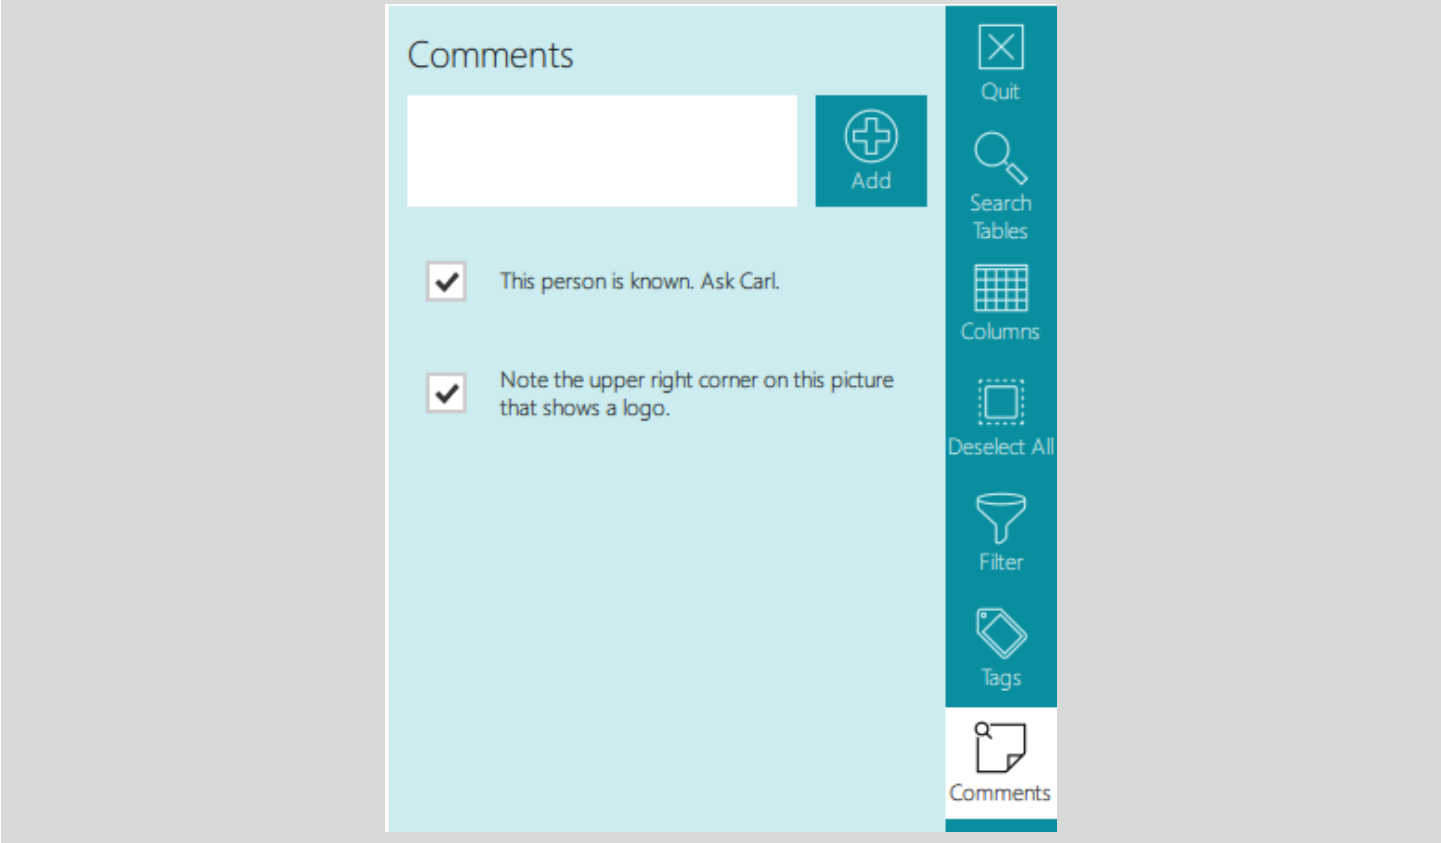 Comments
Add
This person is known. Ask Carl.
Note the upper right corner on this picture
that shows a logo.
Quit
Search
Tables
Columns
Deselect All
Filter
Tags
Comments